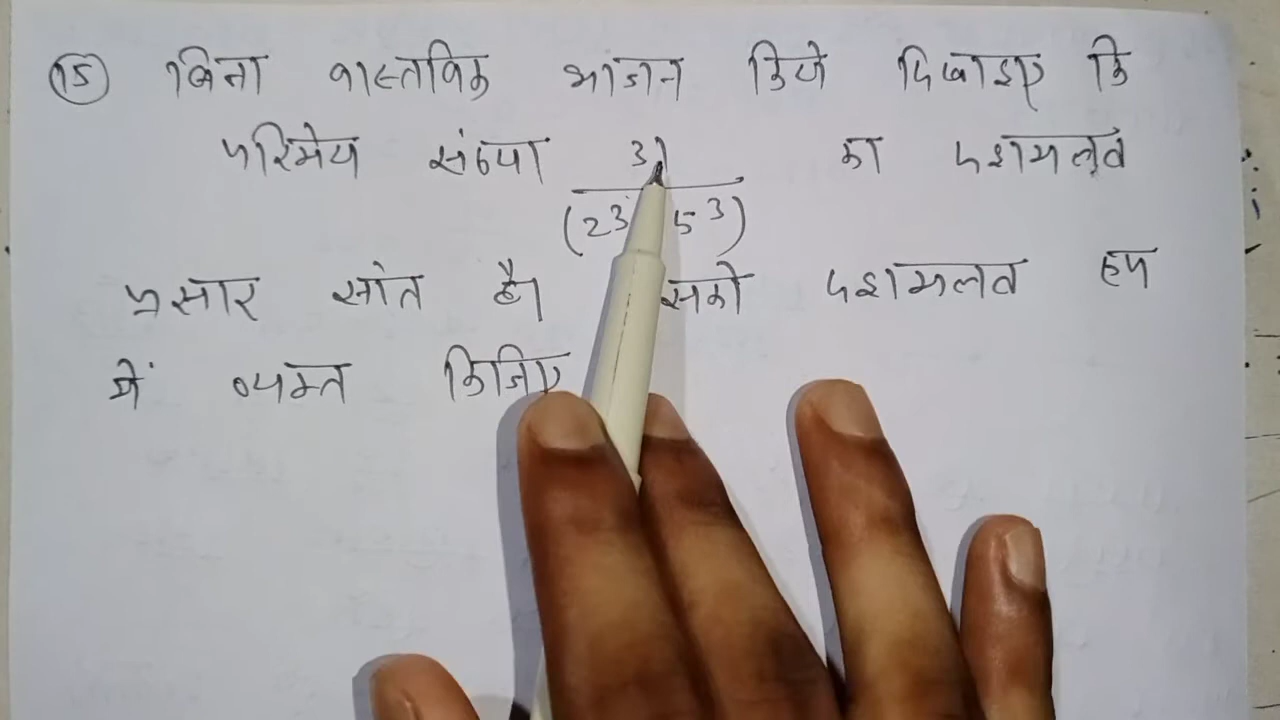 15 बिना वास्तविक भाजन किये दिखाइए कि
परिमेय संख्या 31 का दशमलव
(2³ 5³)
प्रसार सांत है। सको दशमलव रूप
में व्यक्त किजिए